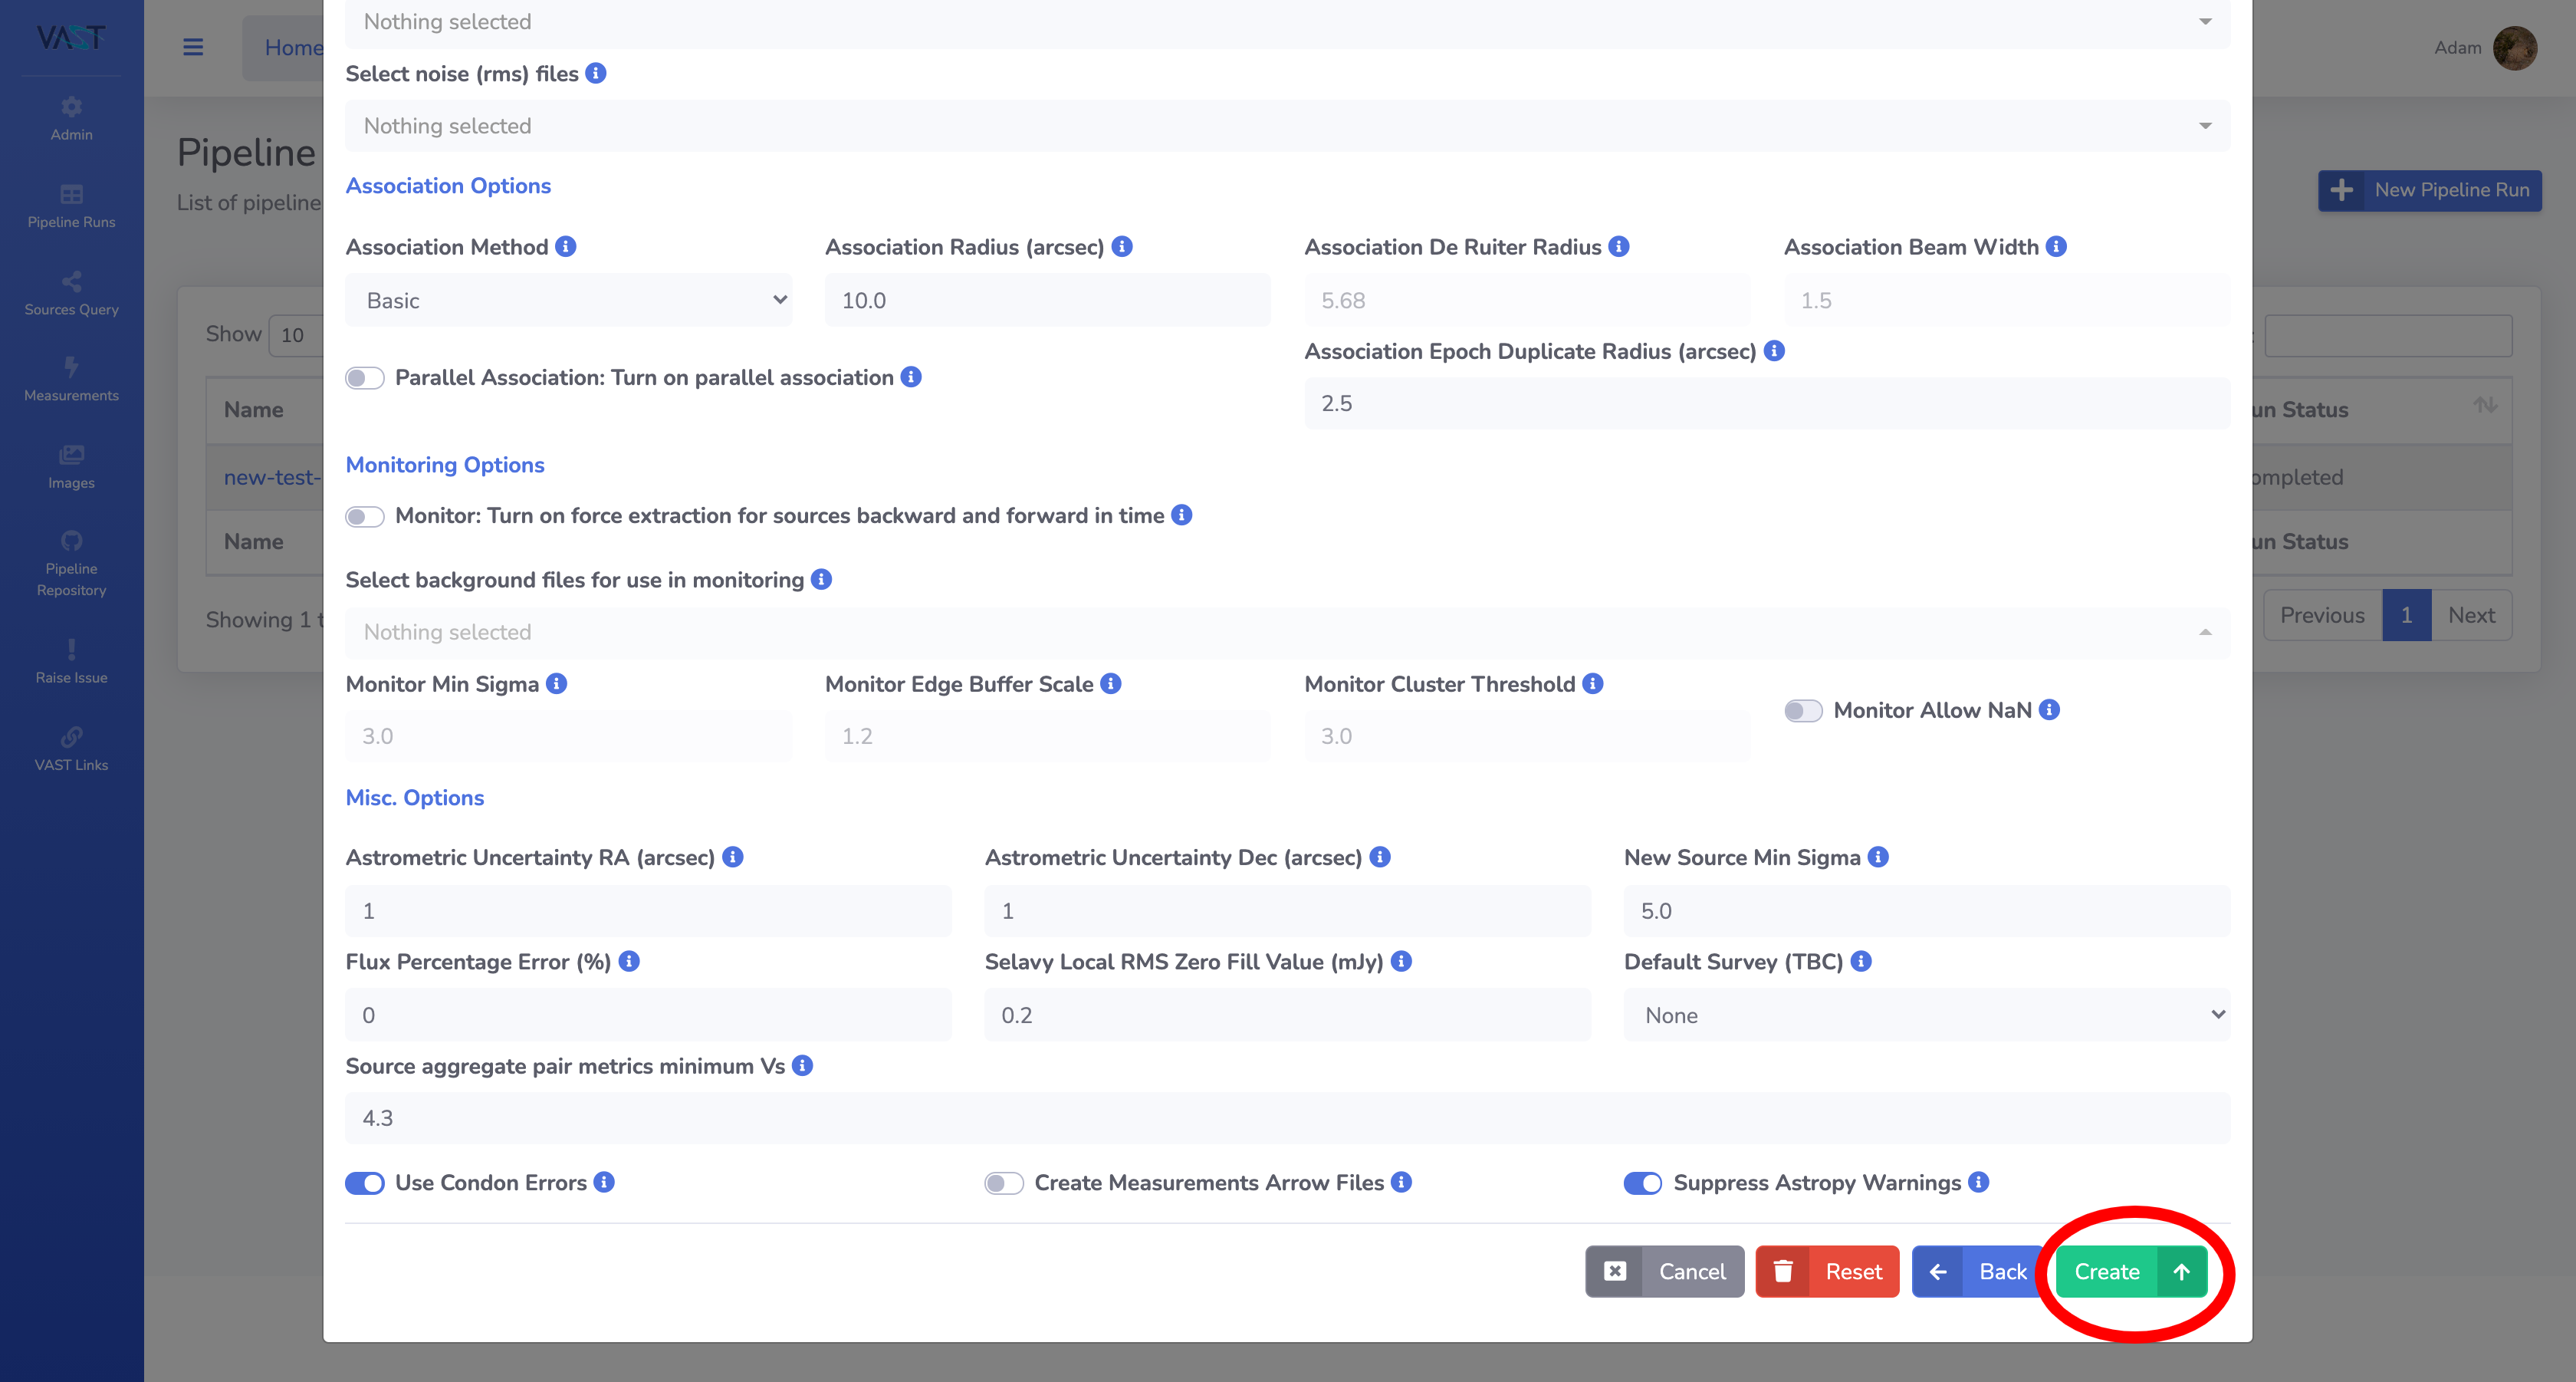 VAST
Home
Adam
Admin
Pipeline Runs
Sources Query
Measurements
Images
Pipeline
Repository
Raise Issue
VAST Links
Pipeline
List of pipeline
New Pipeline Run
Show 10
Name
un Status
new-test-
ompleted
Name
un Status
Showing 1 t
Previous 1 Next
Nothing selected
Select noise (rms) files
Nothing selected
Association Options
Association Method
Association Radius (arcsec)
Association De Ruiter Radius
Association Beam Width
Basic
10.0
5.68
1.5
Parallel Association: Turn on parallel association
Association Epoch Duplicate Radius (arcsec)
2.5
Monitoring Options
Monitor: Turn on force extraction for sources backward and forward in time
Select background files for use in monitoring
Nothing selected
Monitor Min Sigma
Monitor Edge Buffer Scale
Monitor Cluster Threshold
Monitor Allow NaN
3.0
1.2
3.0
Misc. Options
Astrometric Uncertainty RA (arcsec)
Astrometric Uncertainty Dec (arcsec)
New Source Min Sigma
1
1
5.0
Flux Percentage Error (%)
Selavy Local RMS Zero Fill Value (mJy)
Default Survey (TBC)
0
0.2
None
Source aggregate pair metrics minimum Vs
4.3
Use Condon Errors
Create Measurements Arrow Files
Suppress Astropy Warnings
Cancel
Reset
Back
Create